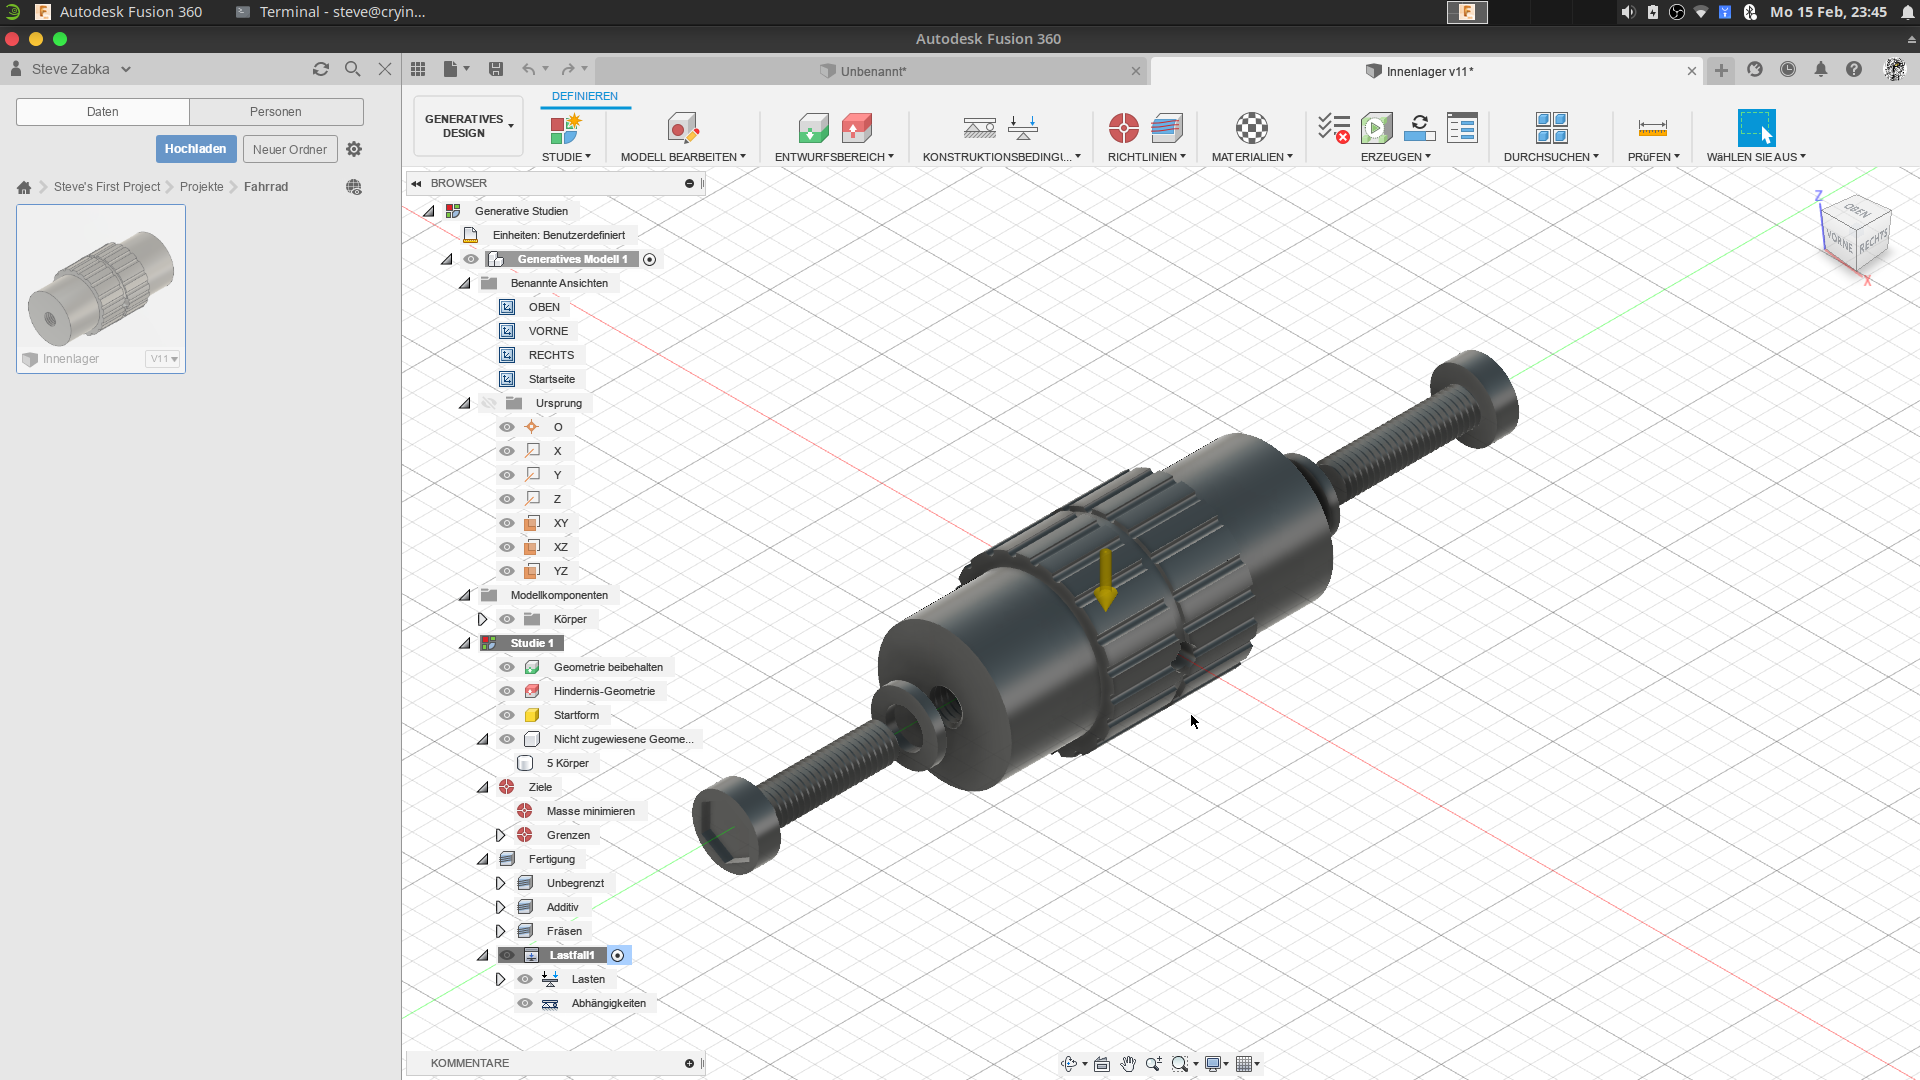 Autodesk Fusion 360
Terminal - steve@cryin...
Mo 15 Feb, 23:45
Autodesk Fusion 360
Steve Zabka
Unbenannt*
Innenlager v11*
Daten
Personen
Hochladen
Neuer Ordner
Steve's First Project
Projekte
Fahrrad
Innenlager
V11
GENERATIVES
DESIGN
DEFINIEREN
STUDIE
MODELL BEARBEITEN
ENTWURFSBEREICH
KONSTRUKTIONSBEDINGU...
RICHTLINIEN
MATERIALIEN
ERZEUGEN
DURCHSUCHEN
PRüFEN
WäHLEN SIE AUS
BROWSER
Generative Studien
Einheiten: Benutzerdefiniert
Generatives Modell 1
Benannte Ansichten
OBEN
VORNE
RECHTS
Startseite
Ursprung
O
X
Y
Z
XY
XZ
YZ
Modellkomponenten
Körper
Studie 1
Geometrie beibehalten
Hindernis-Geometrie
Startform
Nicht zugewiesene Geome...
5 Körper
Ziele
Masse minimieren
Grenzen
Fertigung
Unbegrenzt
Additiv
Fräsen
Lastfall1
Lasten
Abhängigkeiten
KOMMENTARE
Z
OBEN
VORNE
RECHTS
X